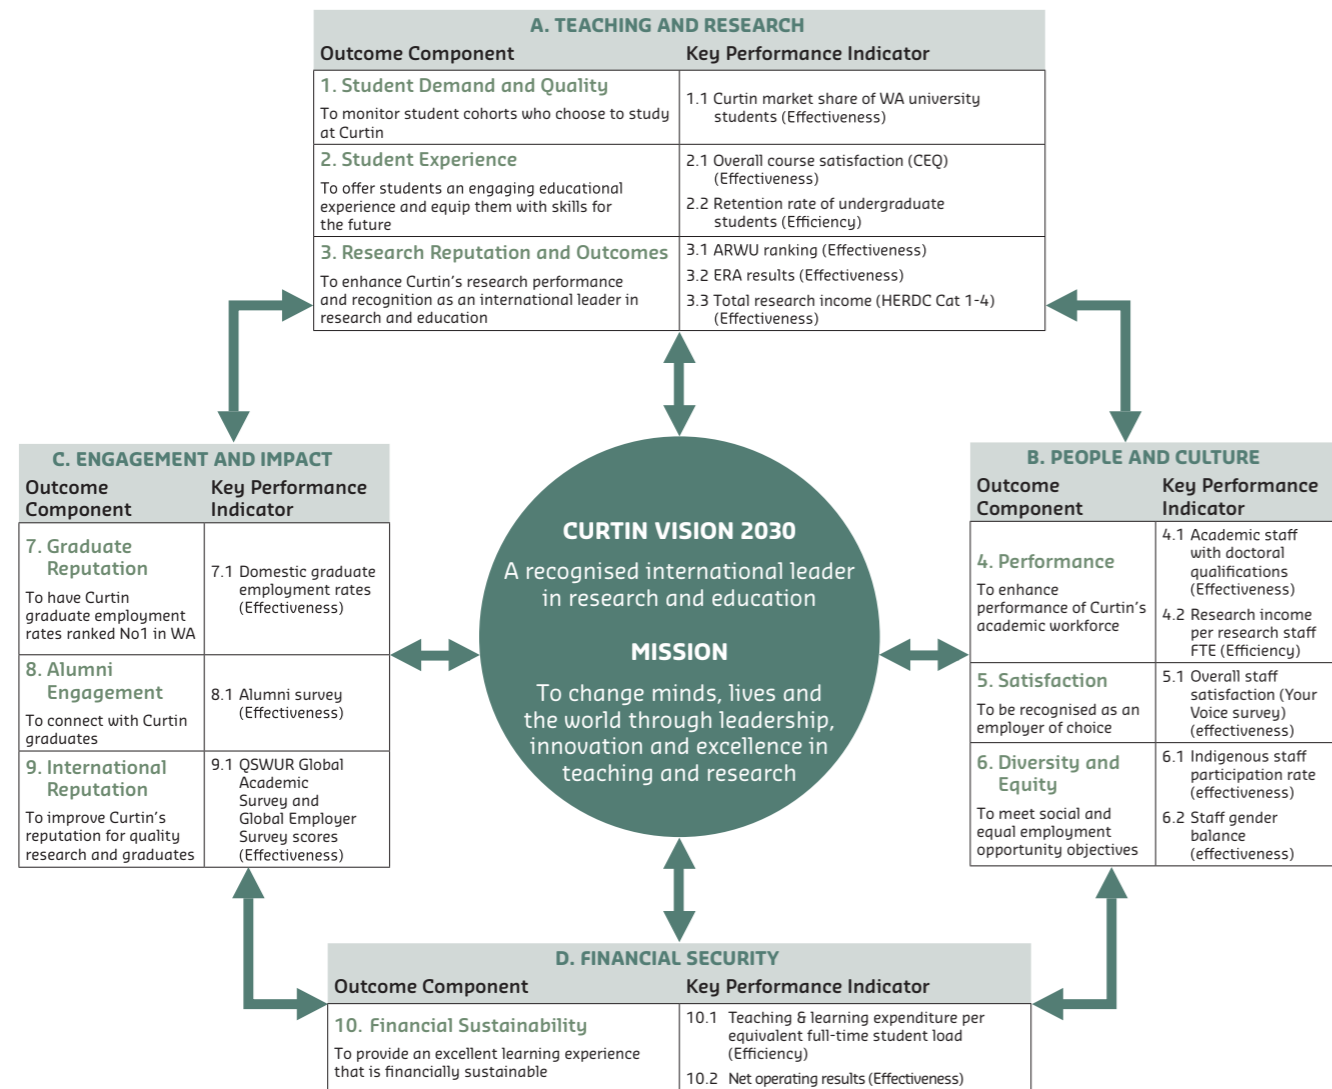 A. TEACHING AND RESEARCH
Outcome Component
Key Performance Indicator
1. Student Demand and Quality
To monitor student cohorts who choose to study
at Curtin
1.1 Curtin market share of WA university
students (Effectiveness)
2. Student Experience
To offer students an engaging educational
experience and equip them with skills for
the future
2.1 Overall course satisfaction (CEQ)
(Effectiveness)
2.2 Retention rate of undergraduate
students (Efficiency)
3. Research Reputation and Outcomes
To enhance Curtin's research performance
and recognition as an international leader in
research and education
3.1 ARWU ranking (Effectiveness)
3.2 ERA results (Effectiveness)
3.3 Total research income (HERDC Cat 1-4)
(Effectiveness)
C. ENGAGEMENT AND IMPACT
Outcome
Component
Key Performance
Indicator
7. Graduate
Reputation
To have Curtin
graduate employment
rates ranked No1 in WA
7.1 Domestic graduate
employment rates
(Effectiveness)
8. Alumni
Engagement
To connect with Curtin
graduates
8.1 Alumni survey
(Effectiveness)
9. International
Reputation
To improve Curtin's
reputation for quality
research and graduates
9.1 QSWUR Global
Academic
Survey and
Global Employer
Survey scores
(Effectiveness)
CURTIN VISION 2030
A recognised international leader
in research and education
MISSION
To change minds, lives and
the world through leadership,
innovation and excellence in
teaching and research
B. PEOPLE AND CULTURE
Outcome
Component
Key Performance
Indicator
4. Performance
To enhance
performance of Curtin's
academic workforce
4.1 Academic staff
with doctoral
qualifications
(Effectiveness)
4.2 Research income
per research staff
FTE (Efficiency)
5. Satisfaction
To be recognised as an
employer of choice
5.1 Overall staff
satisfaction (Your
Voice survey)
(effectiveness)
6. Diversity and
Equity
To meet social and
equal employment
opportunity objectives
6.1 Indigenous staff
participation rate
(effectiveness)
6.2 Staff gender
balance
(effectiveness)
D. FINANCIAL SECURITY
Outcome Component
Key Performance Indicator
10. Financial Sustainability
To provide an excellent learning experience
that is financially sustainable
10.1 Teaching & learning expenditure per
equivalent full-time student load
(Efficiency)
10.2 Net operating results (Effectiveness)